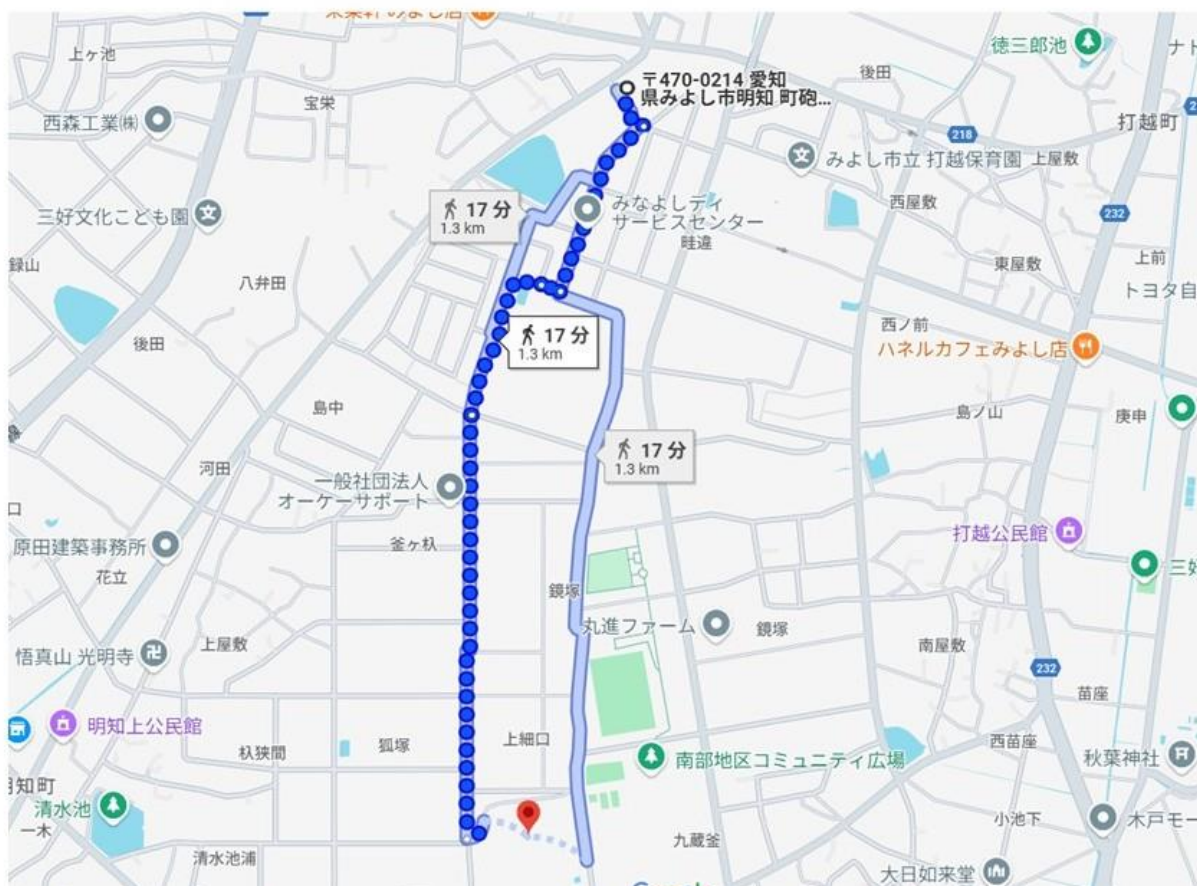 上ヶ池
宝栄
西森工業㈱
三好文化こども園
録山
八弁田
後田
〒470-0214 愛知
県みよし市明知 町砲...
徳三郎池
後田
218
打越町
みよし市立 打越保育園
上屋敷
西屋敷
232
みなよしディ
サービスセンター
畦違
17 分
1.3 km
東屋敷
上前
トヨタ自
西ノ前
ハネルカフェみよし店
17 分
1.3 km
島中
島ノ山
庚申
17 分
1.3 km
河田
一般社団法人
オーケーサポート
原田建築事務所
花立
釜ヶ杁
打越公民館
鏡塚
丸進ファーム
鏡塚
南屋敷
上屋敷
悟真山 光明寺
232
苗座
明知上公民館
杁狭間
狐塚
上細口
南部地区コミュニティ広場
西苗座
秋葉神社
清水池
一木
清水池浦
九蔵釜
小池下
木戸モー
大日如来堂